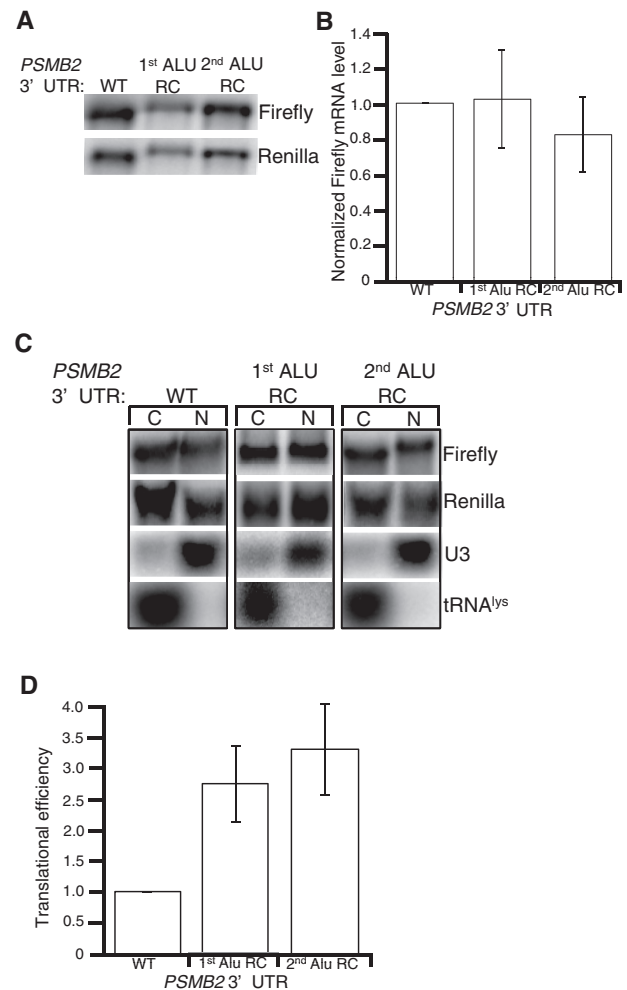 A
PSMB2
3' UTR:
WT
1st ALU RC
2nd ALU RC
Firefly
Renilla
B
Normalized Firefly mRNA level
1.4
1.2
1.0
0.8
0.6
0.4
0.2
0
WT
1st Alu RC
2nd Alu RC
PSMB2 3' UTR
C
PSMB2
3' UTR:
WT
1st ALU
RC
2nd ALU
RC
C N C N C N
Firefly
Renilla
U3
tRNAlys
D
Translational efficiency
4.0
3.5
3.0
2.5
2.0
1.5
1.0
0.5
0
WT
1st Alu RC
2nd Alu RC
PSMB2 3' UTR